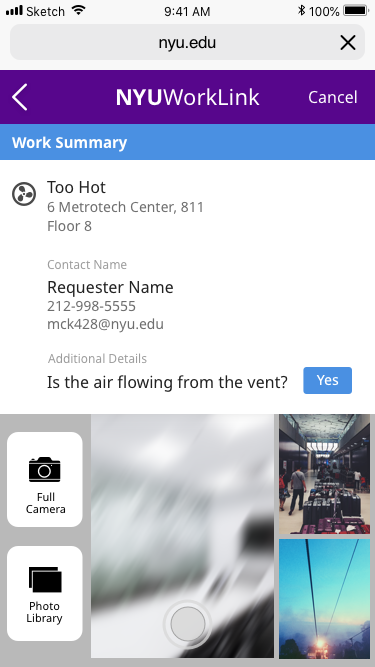 Sketch 9:41 AM 100%
nyu.edu
NYUWorkLink Cancel
Work Summary
Too Hot
6 Metrotech Center, 811
Floor 8
Contact Name
Requester Name
212-998-5555
mck428@nyu.edu
Additional Details
Is the air flowing from the vent? Yes
Full
Camera
Photo
Library